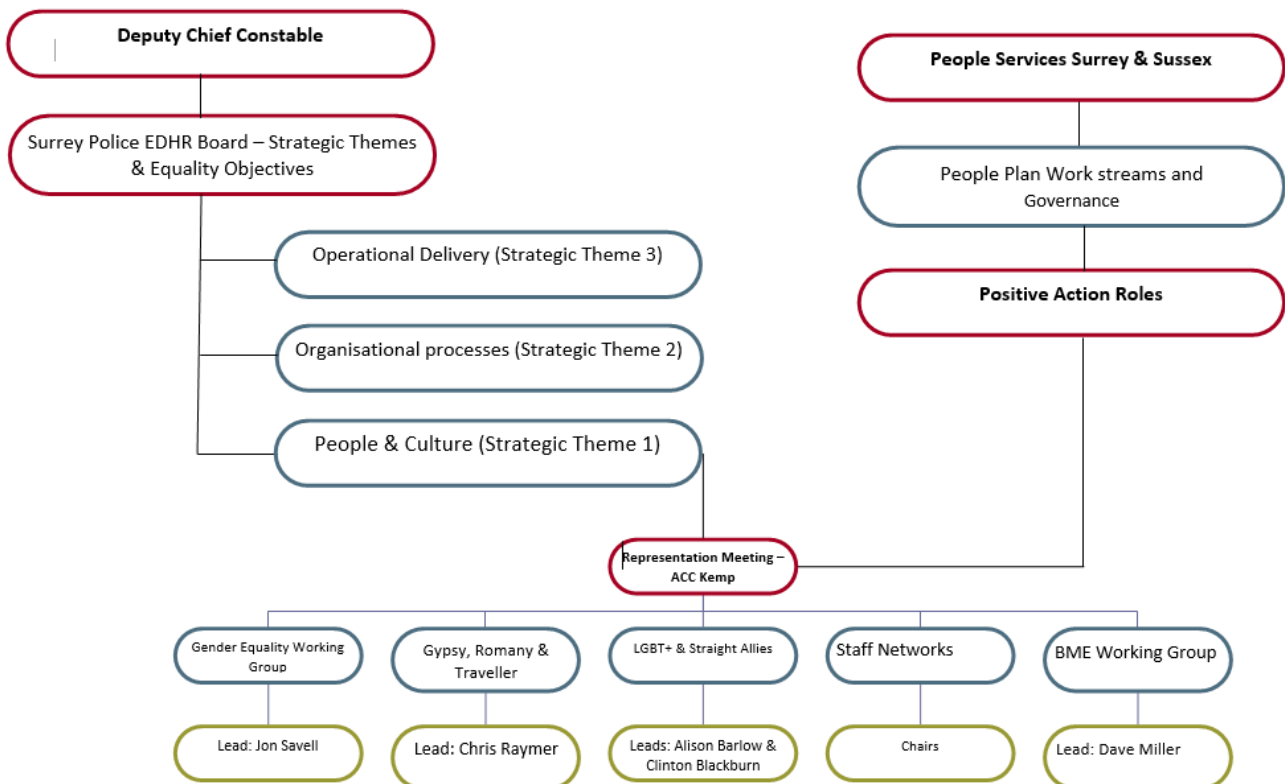 Deputy Chief Constable
People Services Surrey & Sussex
Surrey Police EDHR Board – Strategic Themes
& Equality Objectives
People Plan Work streams and
Governance
Operational Delivery (Strategic Theme 3)
Positive Action Roles
Organisational processes (Strategic Theme 2)
People & Culture (Strategic Theme 1)
Representation Meeting –
ACC Kemp
Gender Equality Working
Group
Gypsy, Romany &
Traveller
LGBT+ & Straight Allies
Staff Networks
BME Working Group
Lead: Jon Savell
Lead: Chris Raymer
Leads: Alison Barlow &
Clinton Blackburn
Chairs
Lead: Dave Miller